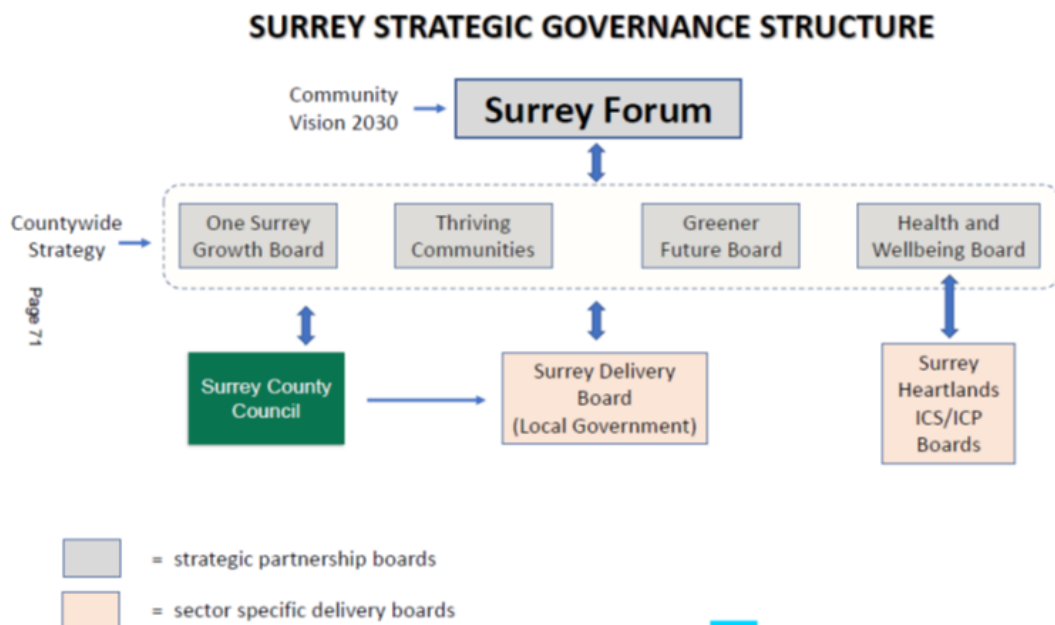 SURREY STRATEGIC GOVERNANCE STRUCTURE
Community
Vision 2030
Surrey Forum
Countywide
Strategy
One Surrey
Growth Board
Thriving
Communities
Greener
Future Board
Health and
Wellbeing Board
Page 71
Surrey County
Council
Surrey Delivery
Board
(Local Government)
Surrey
Heartlands
ICS/ICP
Boards
= strategic partnership boards
= sector specific delivery boards